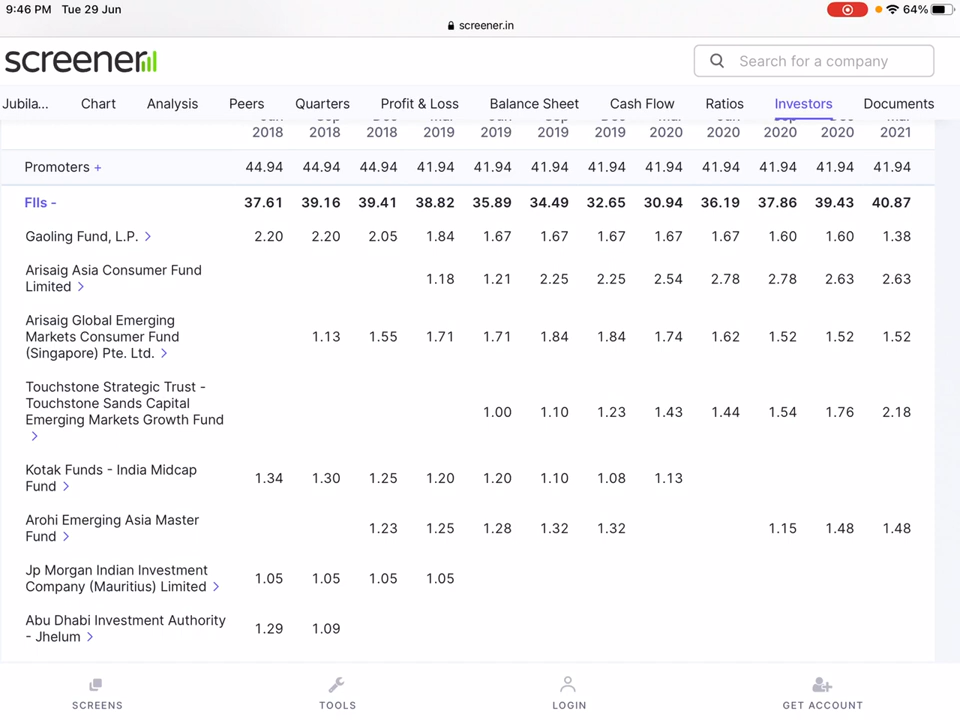 9:46 PM Tue 29 Jun
64%
screener.in
screener
Search for a company
Jubila... Chart Analysis Peers Quarters Profit & Loss Balance Sheet Cash Flow Ratios Investors Documents
Jun Sep Dec Mar Jun Sep Dec Mar Jun Sep Dec Mar
2018 2018 2018 2019 2019 2019 2019 2020 2020 2020 2020 2021
Promoters + 44.94 44.94 44.94 41.94 41.94 41.94 41.94 41.94 41.94 41.94 41.94 41.94
FIIs - 37.61 39.16 39.41 38.82 35.89 34.49 32.65 30.94 36.19 37.86 39.43 40.87
Gaoling Fund, L.P. > 2.20 2.20 2.05 1.84 1.67 1.67 1.67 1.67 1.67 1.60 1.60 1.38
Arisaig Asia Consumer Fund
Limited > 1.18 1.21 2.25 2.25 2.54 2.78 2.78 2.63 2.63
Arisaig Global Emerging
Markets Consumer Fund 1.13 1.55 1.71 1.71 1.84 1.84 1.74 1.62 1.52 1.52 1.52
(Singapore) Pte. Ltd. >
Touchstone Strategic Trust -
Touchstone Sands Capital 1.00 1.10 1.23 1.43 1.44 1.54 1.76 2.18
Emerging Markets Growth Fund
>
Kotak Funds - India Midcap
Fund > 1.34 1.30 1.25 1.20 1.20 1.10 1.08 1.13
Arohi Emerging Asia Master
Fund > 1.23 1.25 1.28 1.32 1.32 1.15 1.48 1.48
Jp Morgan Indian Investment
Company (Mauritius) Limited > 1.05 1.05 1.05 1.05
Abu Dhabi Investment Authority
- Jhelum > 1.29 1.09
SCREENS TOOLS LOGIN GET ACCOUNT